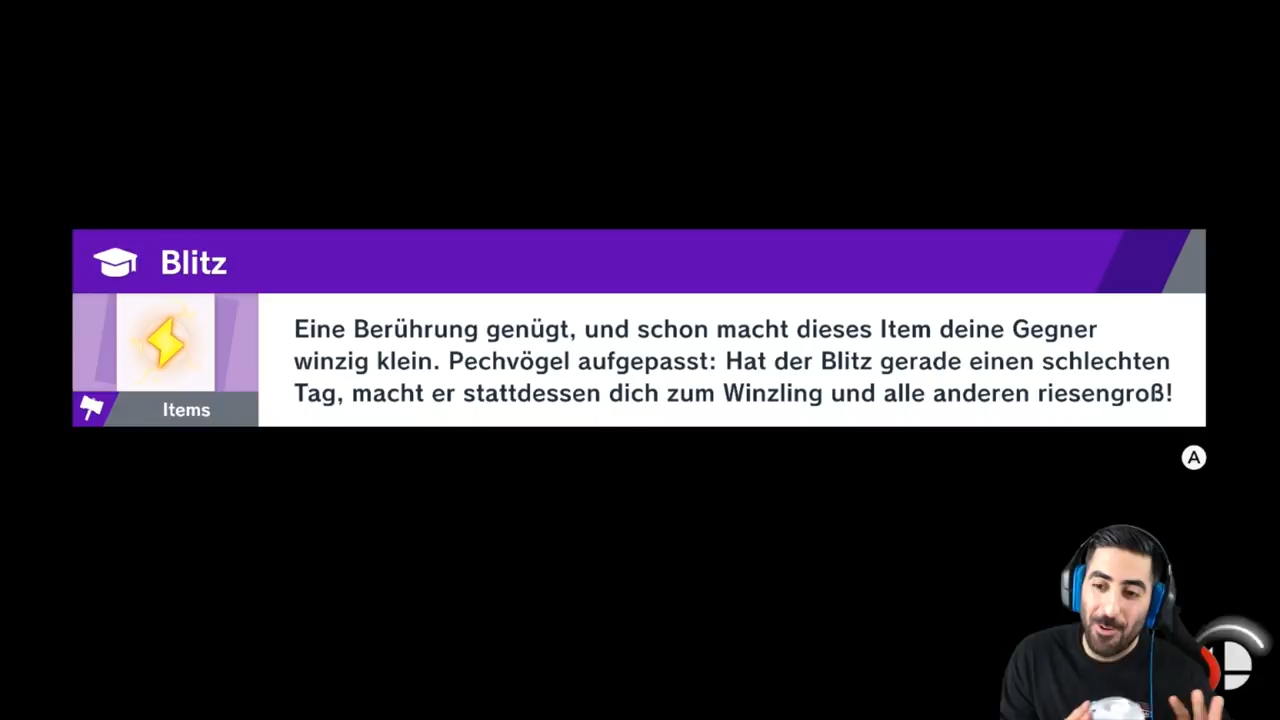 Blitz
Eine Berührung genügt, und schon macht dieses Item deine Gegner
winzig klein. Pechvögel aufgepasst: Hat der Blitz gerade einen schlechten
Tag, macht er stattdessen dich zum Winzling und alle anderen riesengroß!
Items
A